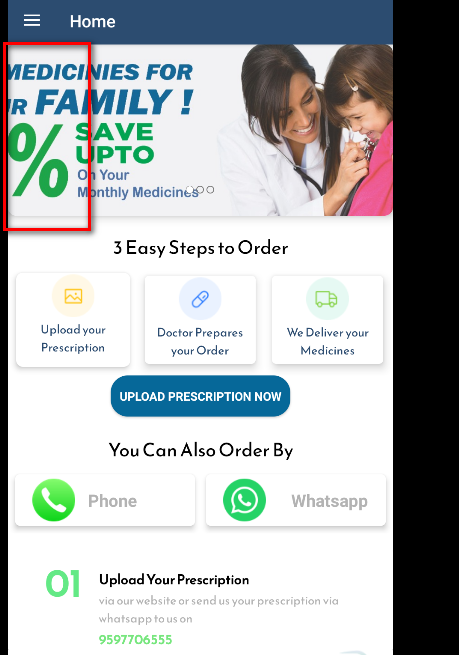 Home
MEDICINIES FOR
R FAMILY !
% SAVE
UPTO
On Your
Monthly Medicines
3 Easy Steps to Order
Upload your
Prescription
Doctor Prepares
your Order
We Deliver your
Medicines
UPLOAD PRESCRIPTION NOW
You Can Also Order By
Phone
Whatsapp
01
Upload Your Prescription
via our website or send us your prescription via
whatsapp to us on
9597706555